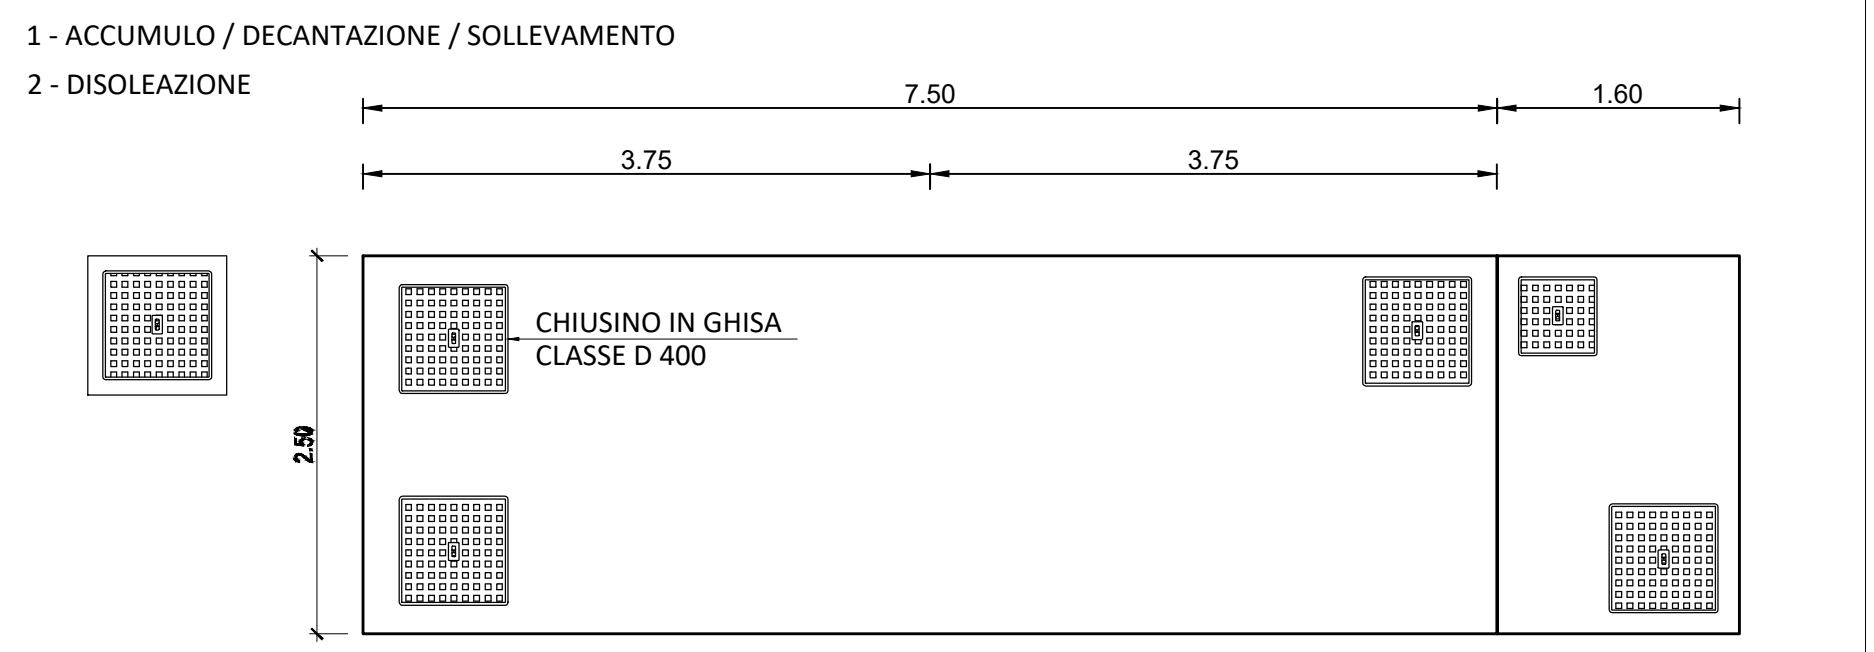 1 - ACCUMULO / DECANTAZIONE / SOLLEVAMENTO
2 - DISOLEAZIONE
7.50
1.60
3.75
3.75
CHIUSINO IN GHISA
CLASSE D 400
2.50